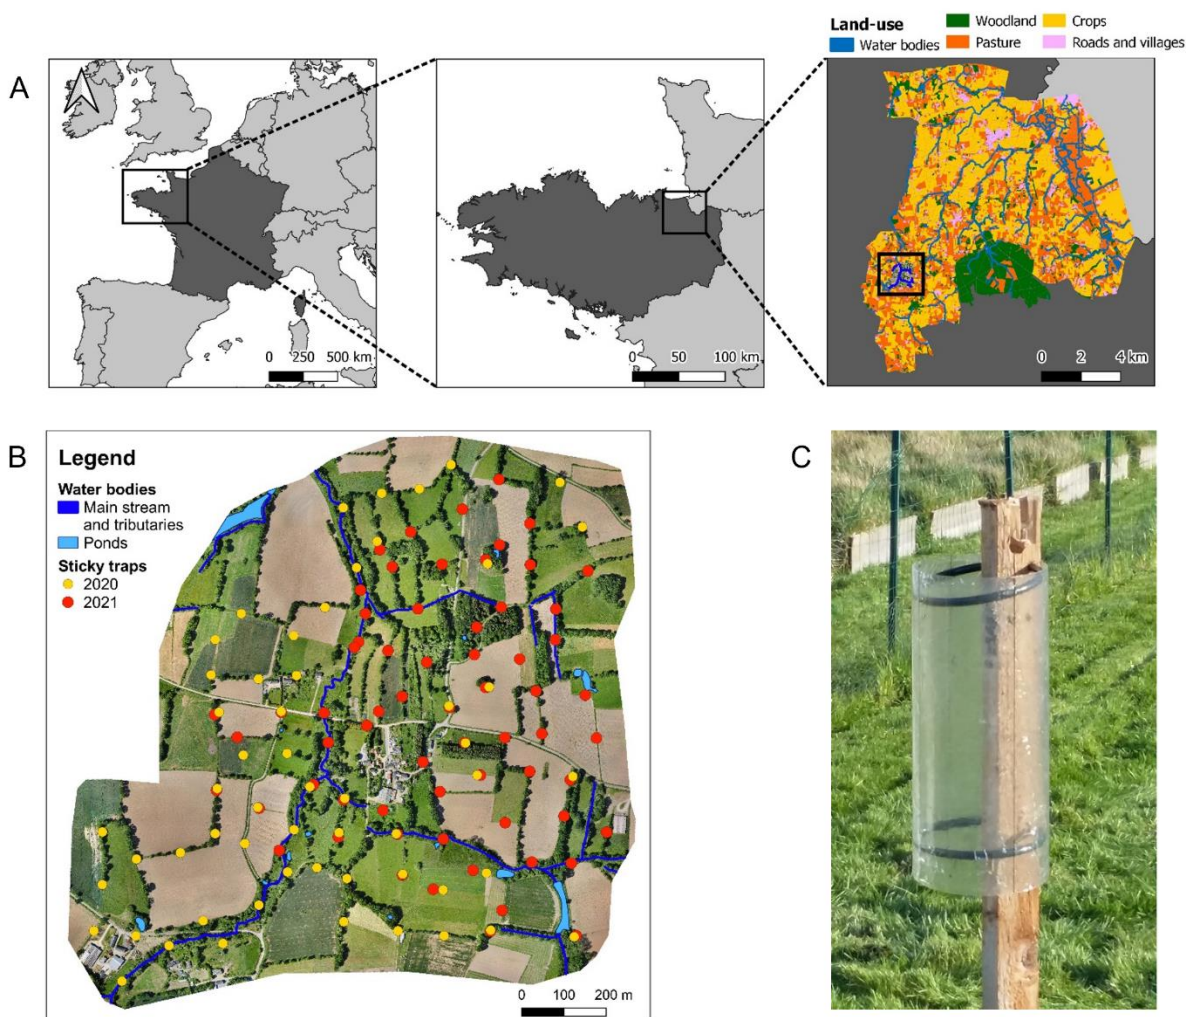 Land-use
Water bodies
Woodland
Pasture
Crops
Roads and villages
A
0 250 500 km
0 50 100 km
0 2 4 km
B
Legend
Water bodies
Main stream
and tributaries
Ponds
Sticky traps
2020
2021
0 100 200 m
C